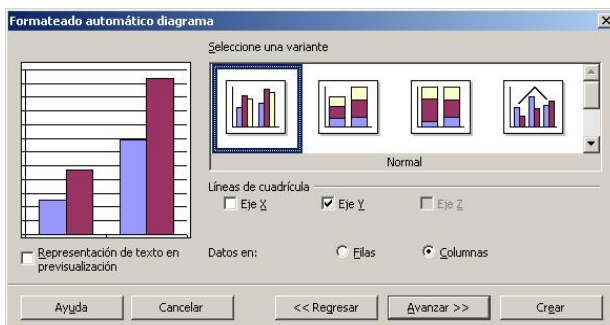 Formateado automático diagrama
Seleccione una variante
Normal
Líneas de cuadrícula
Eje X
Eje Y
Eje Z
Representación de texto en
previsualización
Datos en:
Filas
Columnas
Ayuda
Cancelar
<< Regresar
Avanzar >>
Crear